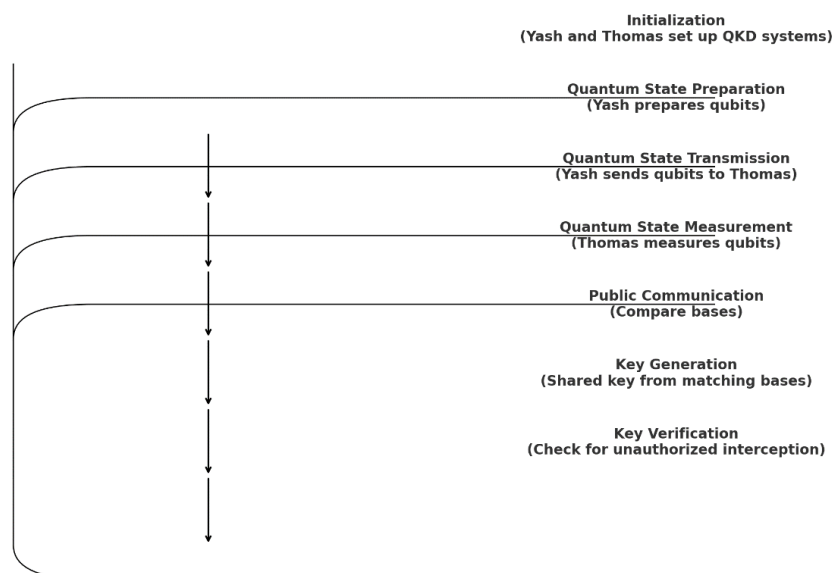 Initialization
(Yash and Thomas set up QKD systems)
Quantum State Preparation
(Yash prepares qubits)
Quantum State Transmission
(Yash sends qubits to Thomas)
Quantum State Measurement
(Thomas measures qubits)
Public Communication
(Compare bases)
Key Generation
(Shared key from matching bases)
Key Verification
(Check for unauthorized interception)